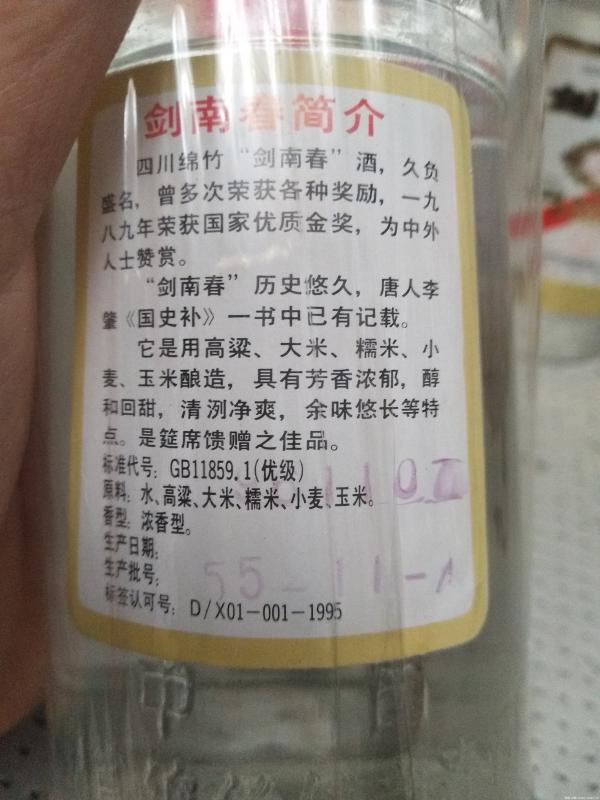 剑南春简介
四川绵竹“剑南春”酒，久负
盛名，曾多次荣获各种奖励，一九
八九年荣获国家优质金奖，为中外
人士赞赏。
“剑南春”历史悠久，唐人李
肇《国史补》一书中已有记载。
它是用高粱、大米、糯米、小
麦、玉米酿造，具有芳香浓郁，醇
和回甜，清洌净爽，余味悠长等特
点。是筵席馈赠之佳品。
标准代号：GB11859.1(优级)
原料：水、高粱、大米、糯米、小麦、玉米。
香型：浓香型。
生产日期：
生产批号：55-11-
标签认可号：D/X01-001-1995
中